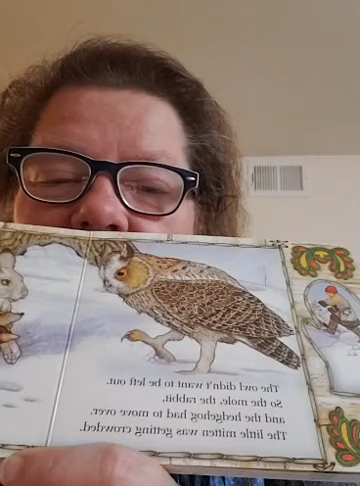 The owl didn't want to be left out.
So the mole, the rabbit,
and the hedgehog had to move over.
The little mitten was getting crowded.